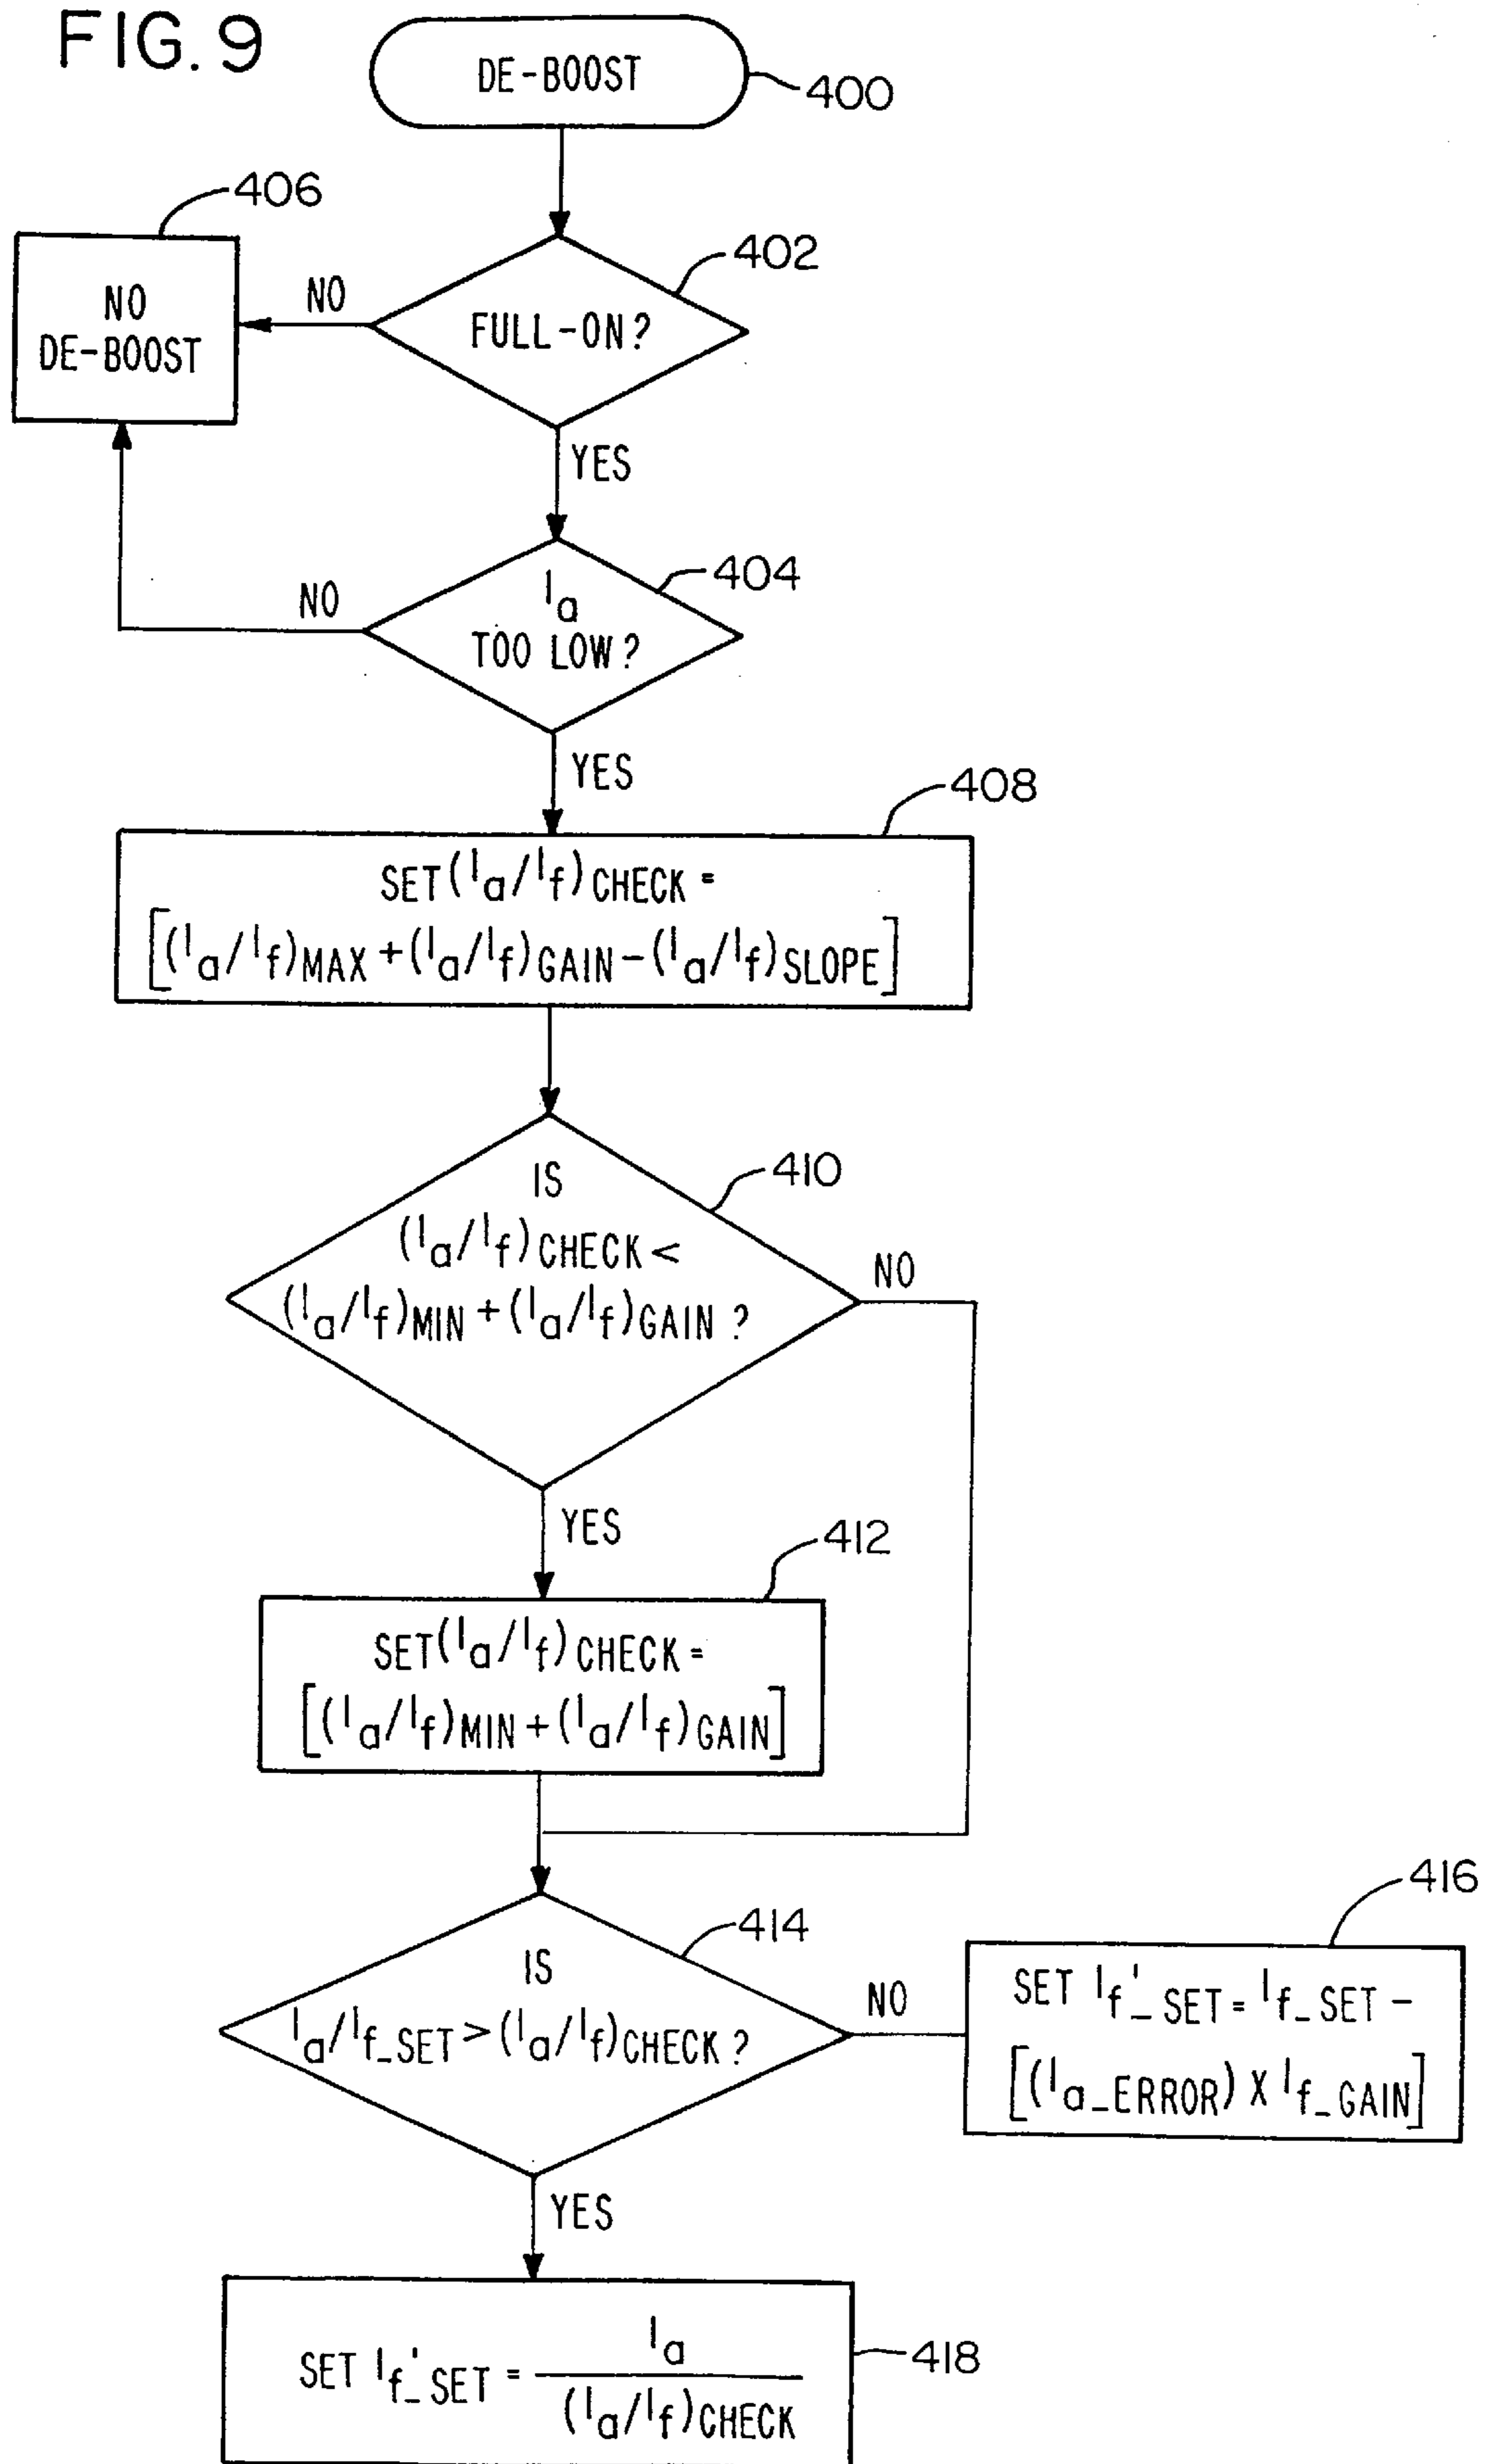 FIG. 9
DE-BOOST
400
406
402
NO
DE-BOOST
NO
FULL-ON?
YES
404
NO
Ia
TOO LOW?
YES
408
SET(Ia/If)CHECK =
[(Ia/If)MAX+(Ia/If)GAIN-(Ia/If)SLOPE]
410
IS
(Ia/If)CHECK <
(Ia/If)MIN+(Ia/If)GAIN ?
NO
YES
412
SET(Ia/If)CHECK =
[(Ia/If)MIN+(Ia/If)GAIN]
416
414
IS
Ia/If_SET>(Ia/If)CHECK?
NO
SET If'_SET=If_SET-
[(Ia_ERROR) X If_GAIN]
YES
418
SET If'_SET = Ia
(Ia/If)CHECK